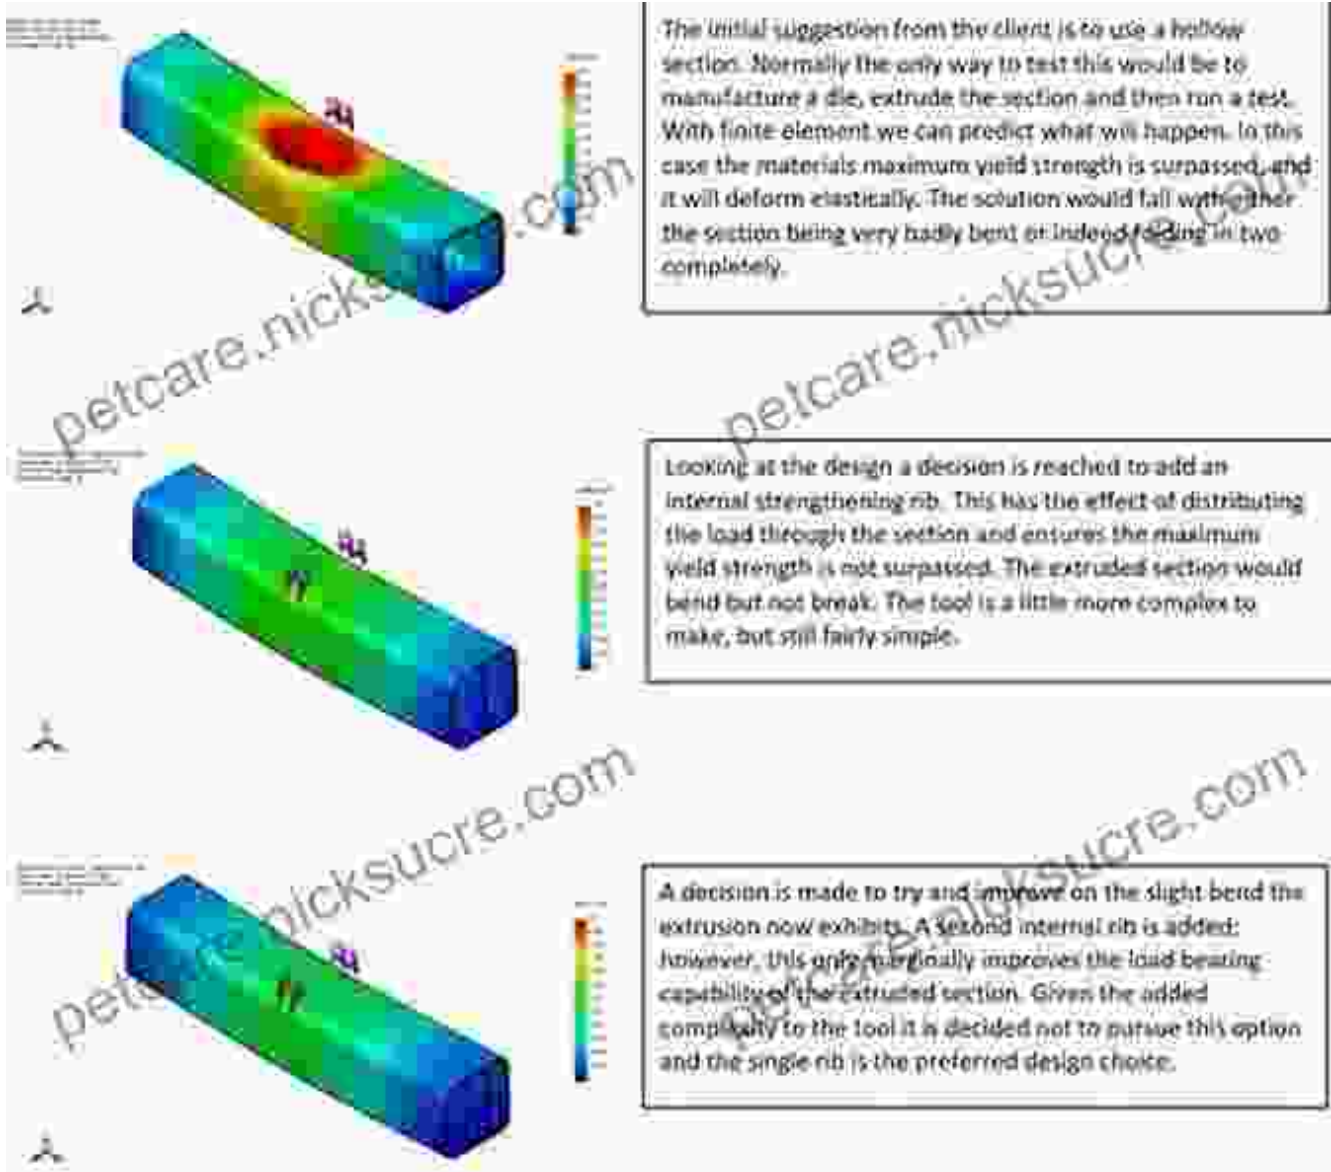 The initial suggestion from the client is to use a hollow
section. Normally the only way to test this would be to
manufacture a die, extrude the section and then run a test.
With finite element we can predict what will happen. In this
case the materials maximum yield strength is surpassed, and
it will deform elastically. The solution would fail with either
the section being very badly bent or indeed folding in two
completely.
petcare.nicksucre.com
petcare.nicksucre.com
Looking at the design a decision is reached to add an
internal strengthening rib. This has the effect of distributing
the load through the section and ensures the maximum
yield strength is not surpassed. The extruded section would
bend but not break. The tool is a little more complex to
make, but still fairly simple.
petcare.nicksucre.com
petcare.nicksucre.com
A decision is made to try and improve on the slight bend the
extrusion now exhibits. A second internal rib is added;
however, this only marginally improves the load bearing
capability of the extruded section. Given the added
complexity to the tool it is decided not to pursue this option
and the single rib is the preferred design choice.